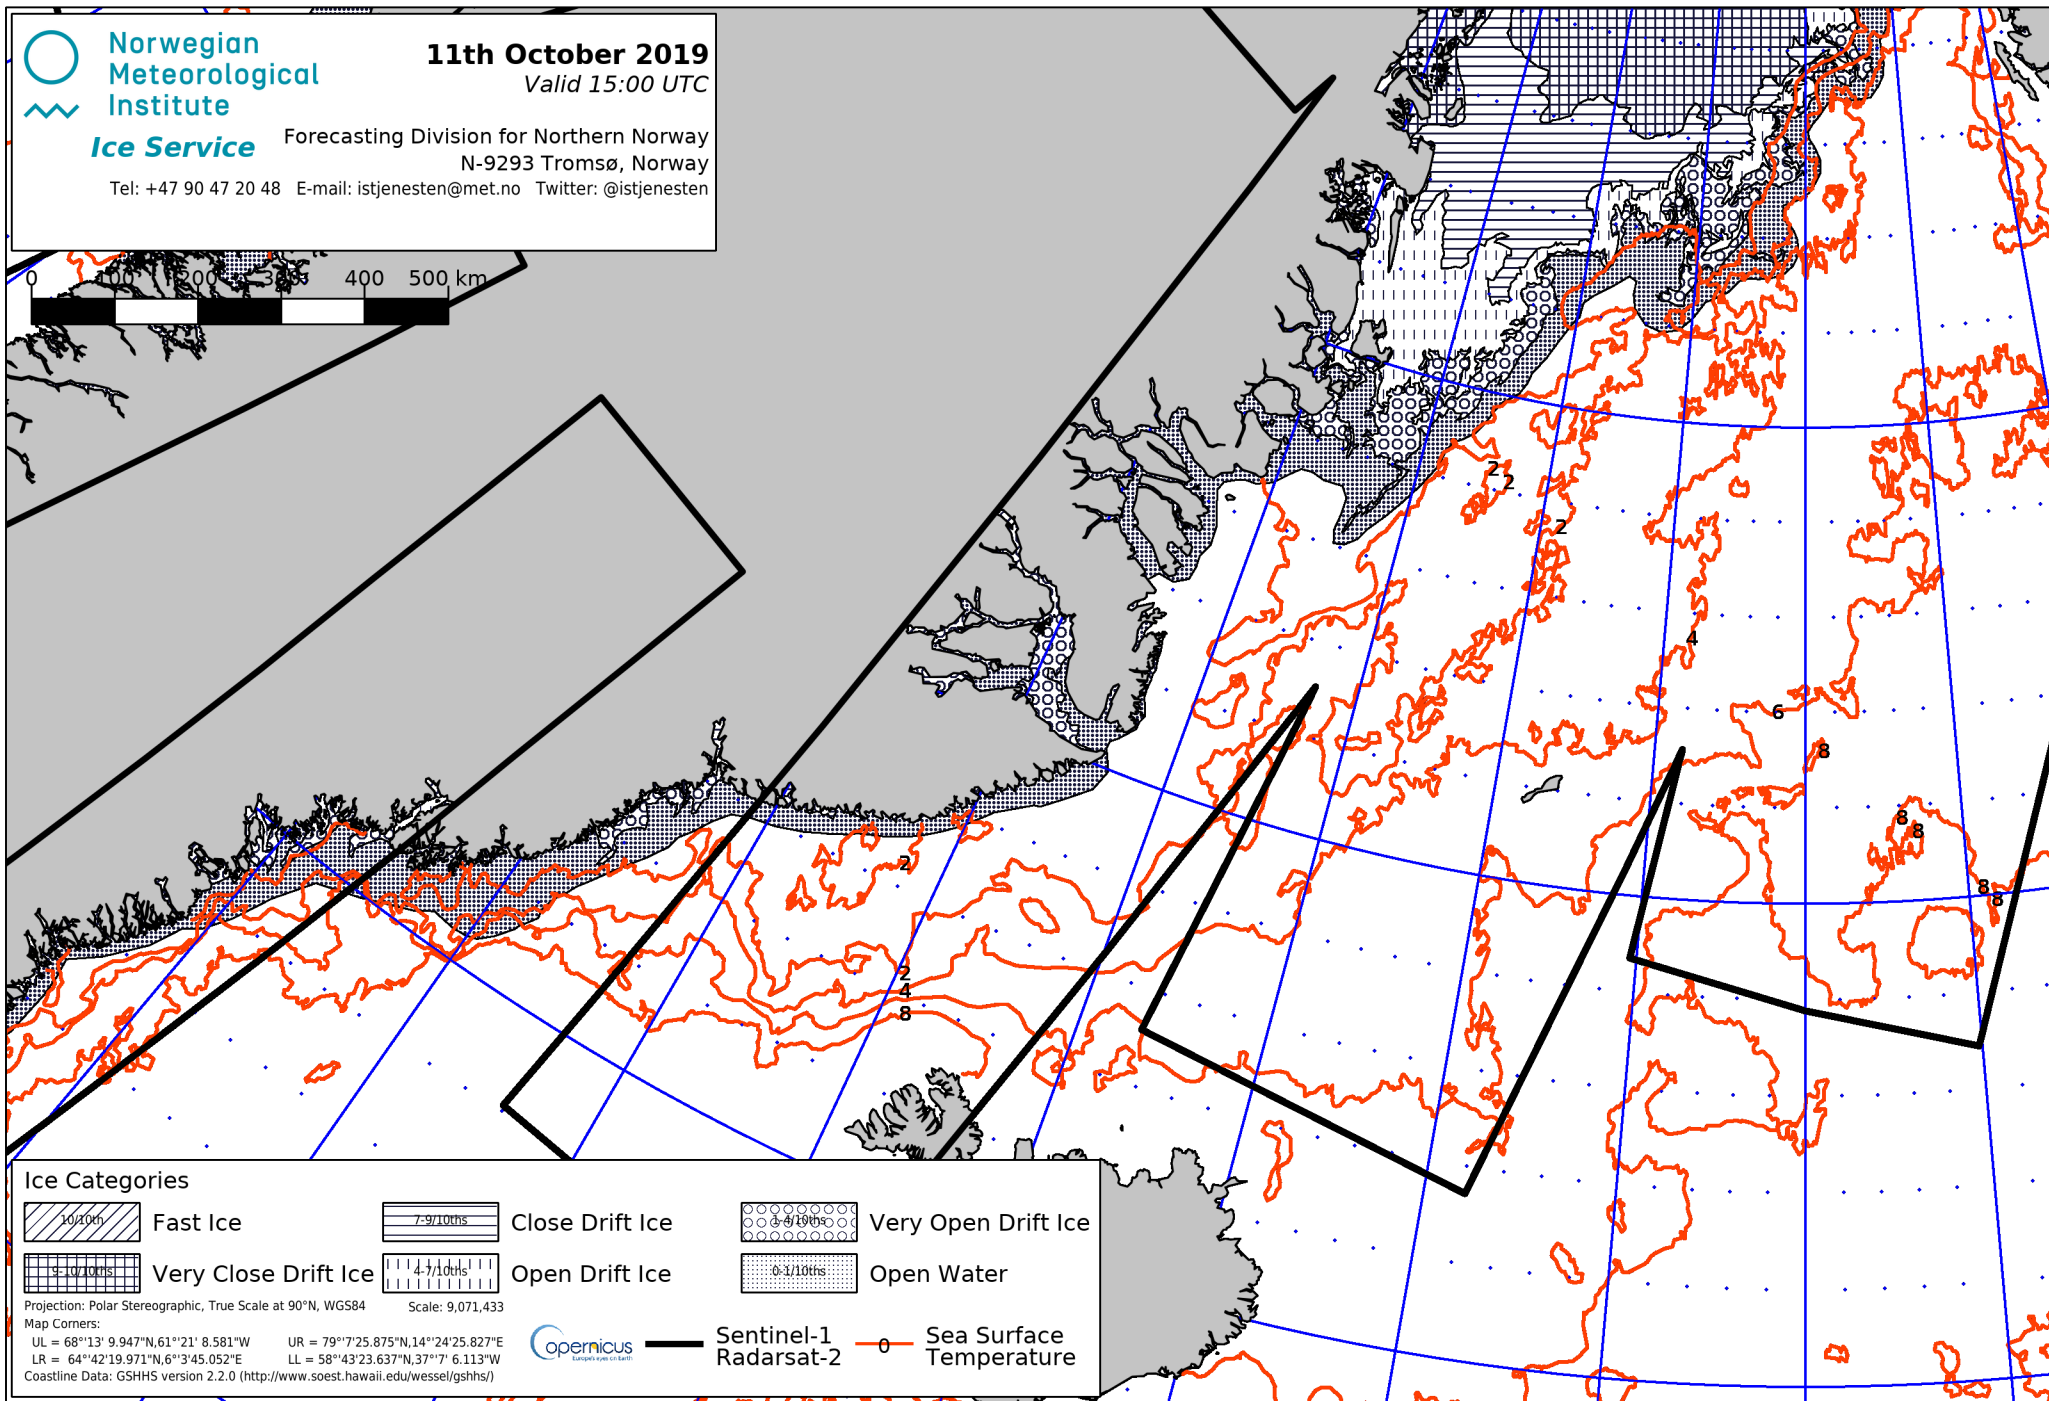 Norwegian
Meteorological
Institute
Ice Service
11th October 2019
Valid 15:00 UTC
Forecasting Division for Northern Norway
N-9293 Tromsø, Norway
Tel: +47 90 47 20 48 E-mail: istjenesten@met.no Twitter: @istjenesten
0 100 200 300 400 500 km
2
2
2
4
6
8
2
8
8
8
8
2
4
8
Ice Categories
10/10th Fast Ice
7-9/10ths Close Drift Ice
1-4/10ths Very Open Drift Ice
9-10/10ths Very Close Drift Ice
4-7/10ths Open Drift Ice
0-1/10ths Open Water
Projection: Polar Stereographic, True Scale at 90°N, WGS84 Scale: 9,071,433
Map Corners:
UL = 68°'13' 9.947"N,61°'21' 8.581"W UR = 79°'7'25.875"N,14°'24'25.827"E
LR = 64°'42'19.971"N,6°'3'45.052"E LL = 58°'43'23.637"N,37°'7' 6.113"W
Coastline Data: GSHHS version 2.2.0 (http://www.soest.hawaii.edu/wessel/gshhs/)
Copernicus
Europe's eyes on Earth
Sentinel-1
Radarsat-2
0
Sea Surface
Temperature